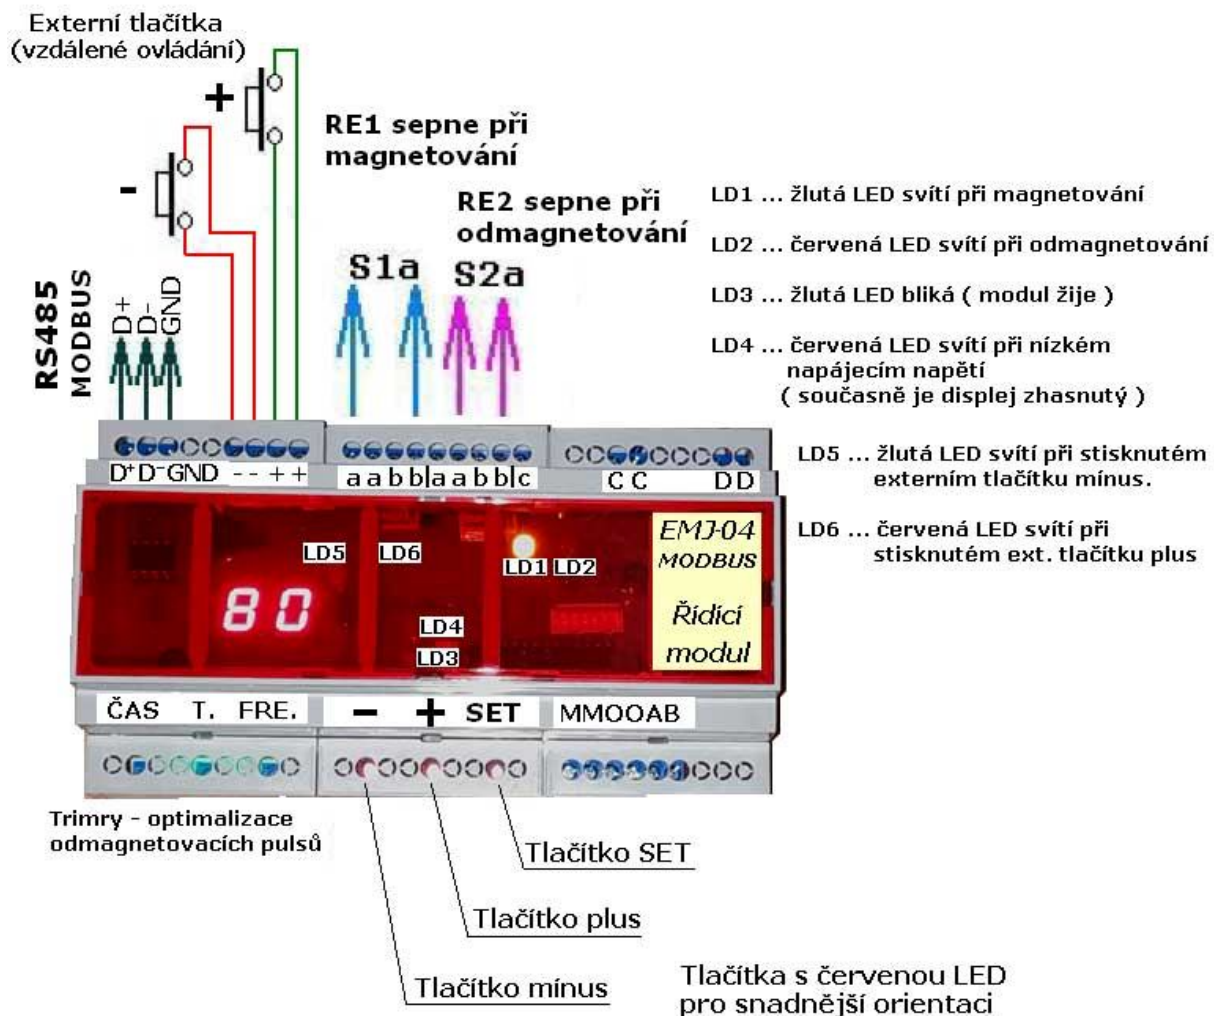 Externí tlačítka
(vzdálené ovládání)
+
-
RE1 sepne při
magnetování
RE2 sepne při
odmagnetování
S1a
S2a
RS485
MODBUS
D+
D-
GND
LD1 ... žlutá LED svítí při magnetování
LD2 ... červená LED svítí při odmagnetování
LD3 ... žlutá LED bliká ( modul žije )
LD4 ... červená LED svítí při nízkém
napájecím napětí
( současně je displej zhasnutý )
LD5 ... žlutá LED svítí při stisknutém
externím tlačítku mínus.
LD6 ... červená LED svítí při
stisknutém ext. tlačítku plus
D+ D- GND - - + +
a a b b|a a b b|c
C C D D
LD5
LD6
LD1
LD2
80
LD4
LD3
EMJ-04
MODBUS
Řídicí
modul
ČAS T. FRE.
- + SET
MMOOAB
Trimry - optimalizace
odmagnetovacích pulsů
Tlačítko SET
Tlačítko plus
Tlačítko mínus
Tlačítka s červenou LED
pro snadnější orientaci